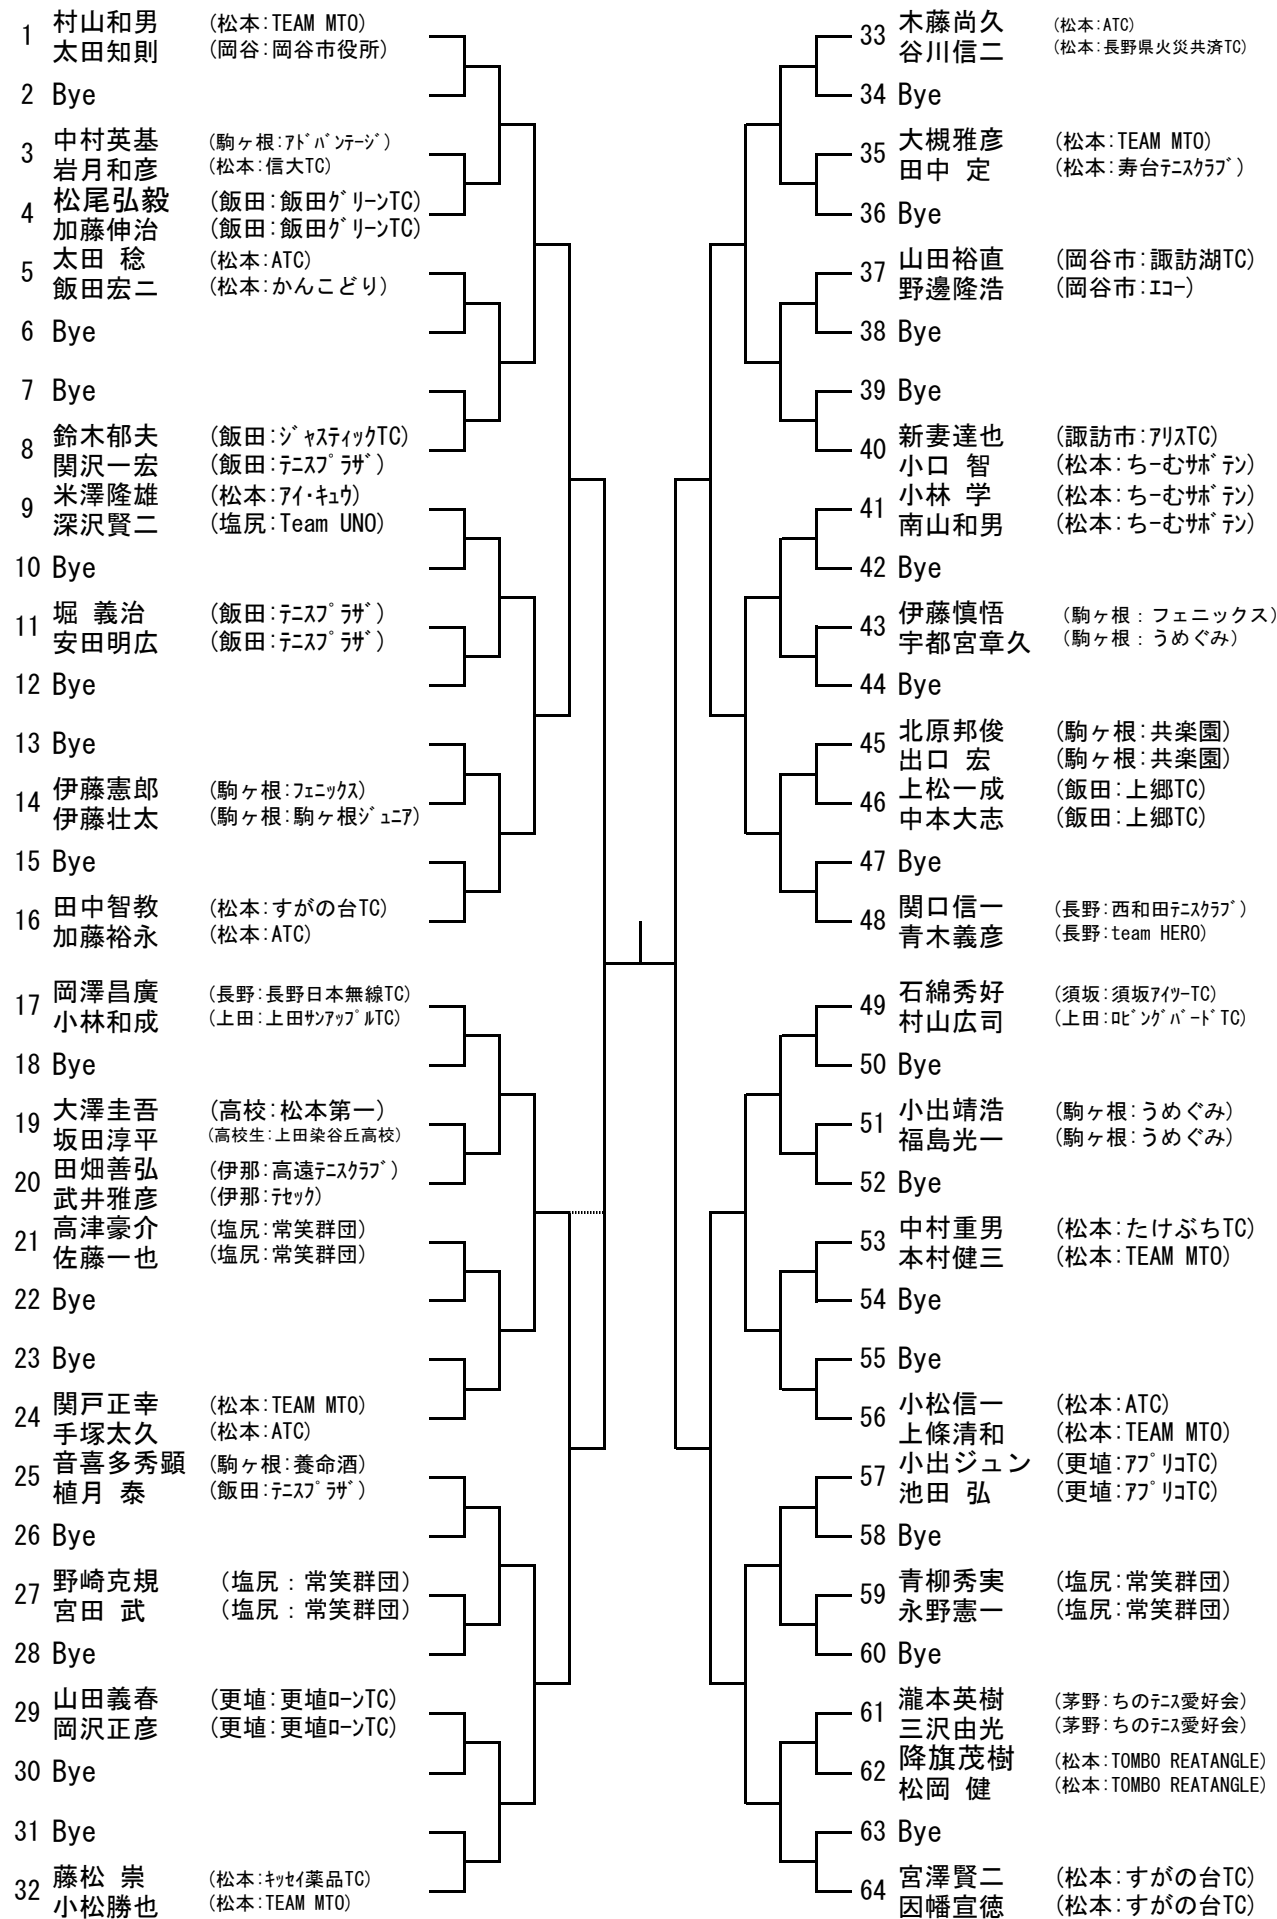 1 村山和男 (松本:TEAM MTO)
太田知則 (岡谷:岡谷市役所)
2 Bye
3 中村英基 (駒ヶ根:ｱﾄﾞﾊﾞﾝﾃｰｼﾞ)
岩月和彦 (松本:信大TC)
4 松尾弘毅 (飯田:飯田ｸﾞﾘｰﾝTC)
加藤伸治 (飯田:飯田ｸﾞﾘｰﾝTC)
5 太田 稔 (松本:ATC)
飯田宏二 (松本:かんこどり)
6 Bye
7 Bye
8 鈴木郁夫 (飯田:ｼﾞｬｽﾃｨｯｸTC)
関沢一宏 (飯田:ﾃﾆｽﾌﾟﾗｻﾞ)
9 米澤隆雄 (松本:ｱｲ・ｷｭｳ)
深沢賢二 (塩尻:Team UNO)
10 Bye
11 堀 義治 (飯田:ﾃﾆｽﾌﾟﾗｻﾞ)
安田明広 (飯田:ﾃﾆｽﾌﾟﾗｻﾞ)
12 Bye
13 Bye
14 伊藤憲郎 (駒ヶ根:ﾌｪﾆｯｸｽ)
伊藤壮太 (駒ヶ根:駒ヶ根ｼﾞｭﾆｱ)
15 Bye
16 田中智教 (松本:すがの台TC)
加藤裕永 (松本:ATC)
17 岡澤昌廣 (長野:長野日本無線TC)
小林和成 (上田:上田ｻﾝｱｯﾌﾟﾙTC)
18 Bye
19 大澤圭吾 (高校:松本第一)
坂田淳平 (高校生:上田染谷丘高校)
20 田畑善弘 (伊那:高遠ﾃﾆｽｸﾗﾌﾞ)
武井雅彦 (伊那:ﾃｾｯｸ)
21 高津豪介 (塩尻:常笑群団)
佐藤一也 (塩尻:常笑群団)
22 Bye
23 Bye
24 関戸正幸 (松本:TEAM MTO)
手塚太久 (松本:ATC)
25 音喜多秀顕 (駒ヶ根:養命酒)
植月 泰 (飯田:ﾃﾆｽﾌﾟﾗｻﾞ)
26 Bye
27 野崎克規 (塩尻：常笑群団)
宮田 武 (塩尻：常笑群団)
28 Bye
29 山田義春 (更埴:更埴ﾛｰﾝTC)
岡沢正彦 (更埴:更埴ﾛｰﾝTC)
30 Bye
31 Bye
32 藤松 崇 (松本:ｷｯｾｲ薬品TC)
小松勝也 (松本:TEAM MTO)
33 木藤尚久 (松本:ATC)
谷川信二 (松本:長野県火災共済TC)
34 Bye
35 大槻雅彦 (松本:TEAM MTO)
田中 定 (松本:寿台ﾃﾆｽｸﾗﾌﾞ)
36 Bye
37 山田裕直 (岡谷市:諏訪湖TC)
野邊隆浩 (岡谷市:ｴｺｰ)
38 Bye
39 Bye
40 新妻達也 (諏訪市:ｱﾘｽTC)
小口 智 (松本:ちーむｻﾎﾞﾃﾝ)
41 小林 学 (松本:ちーむｻﾎﾞﾃﾝ)
南山和男 (松本:ちーむｻﾎﾞﾃﾝ)
42 Bye
43 伊藤慎悟 (駒ヶ根：フェニックス)
宇都宮章久 (駒ヶ根：うめぐみ)
44 Bye
45 北原邦俊 (駒ヶ根:共楽園)
出口 宏 (駒ヶ根:共楽園)
46 上松一成 (飯田:上郷TC)
中本大志 (飯田:上郷TC)
47 Bye
48 関口信一 (長野:西和田ﾃﾆｽｸﾗﾌﾞ)
青木義彦 (長野:team HERO)
49 石綿秀好 (須坂:須坂ｱｲﾂｰTC)
村山広司 (上田:ﾛﾋﾞﾝｸﾞﾊﾞｰﾄﾞTC)
50 Bye
51 小出靖浩 (駒ヶ根:うめぐみ)
福島光一 (駒ヶ根:うめぐみ)
52 Bye
53 中村重男 (松本:たけぶちTC)
本村健三 (松本:TEAM MTO)
54 Bye
55 Bye
56 小松信一 (松本:ATC)
上條清和 (松本:TEAM MTO)
57 小出ジュン (更埴:ｱﾌﾟﾘｺTC)
池田 弘 (更埴:ｱﾌﾟﾘｺTC)
58 Bye
59 青柳秀実 (塩尻:常笑群団)
永野憲一 (塩尻:常笑群団)
60 Bye
61 瀧本英樹 (茅野:ちのﾃﾆｽ愛好会)
三沢由光 (茅野:ちのﾃﾆｽ愛好会)
62 降旗茂樹 (松本:TOMBO REATANGLE)
松岡 健 (松本:TOMBO REATANGLE)
63 Bye
64 宮澤賢二 (松本:すがの台TC)
因幡宣徳 (松本:すがの台TC)